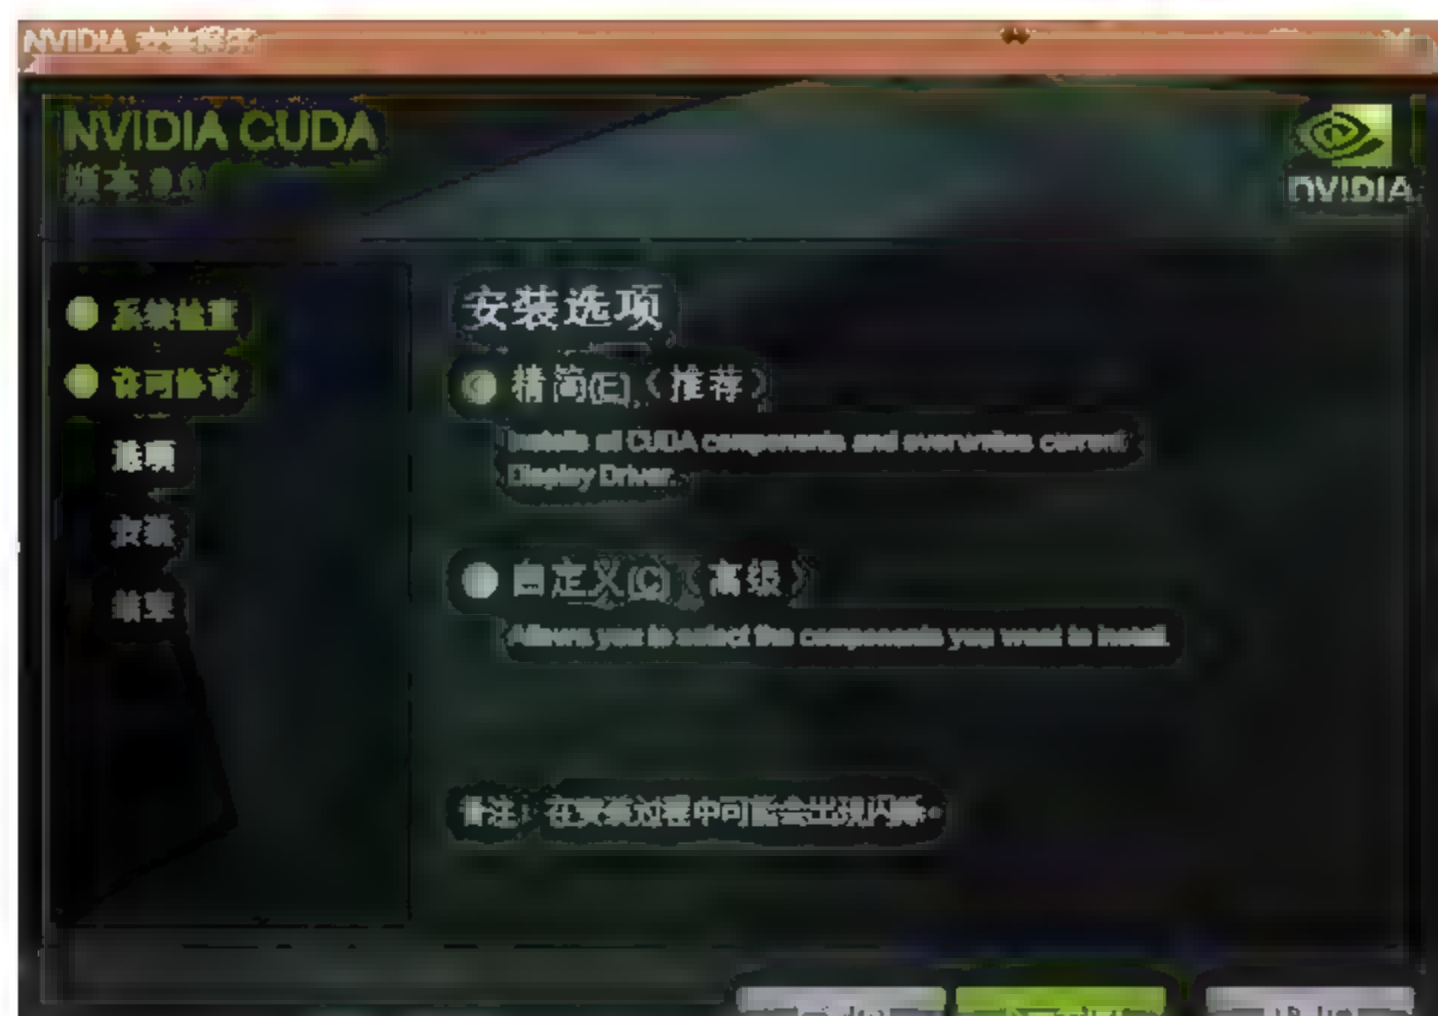 NVIDIA 安装程序
NVIDIA CUDA
版本 9.0
NVIDIA
系统检查
许可协议
选项
安装
结束
安装选项
精简(E)（推荐）
Installs all CUDA components and overwrites current
Display Driver.
自定义(C)（高级）
Allows you to select the components you want to install.
备注：在安装过程中可能会出现闪烁。